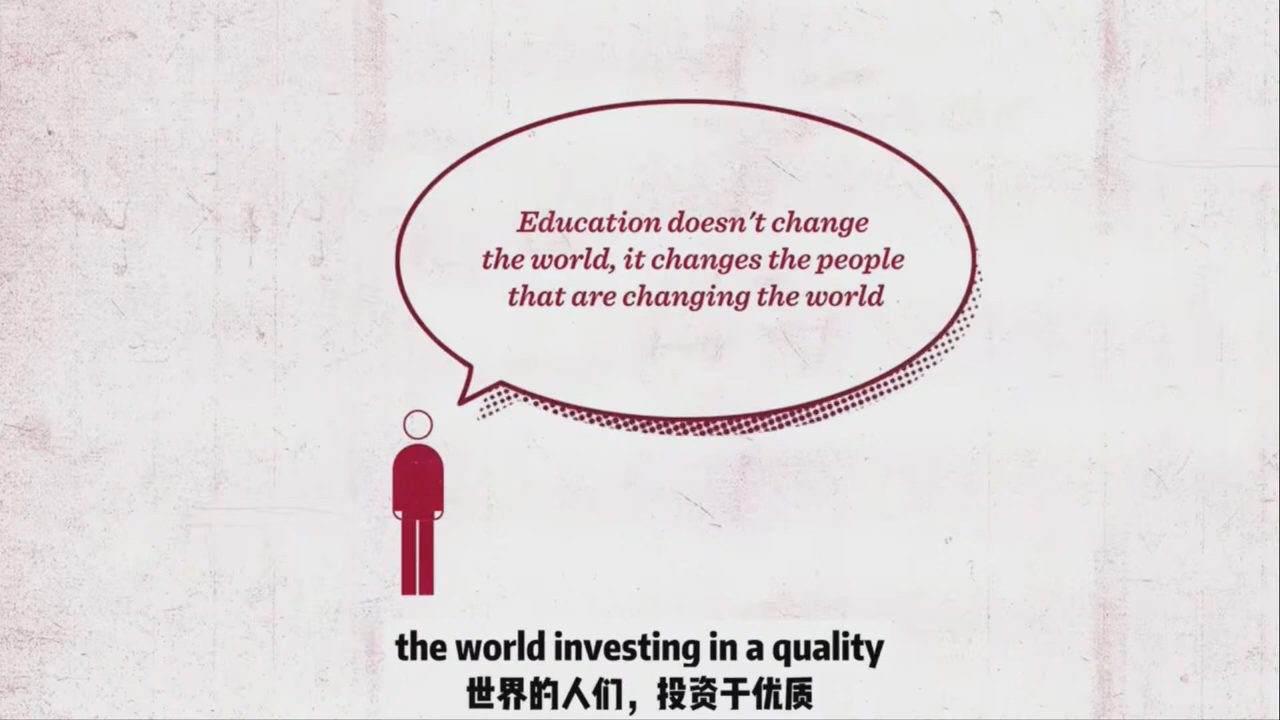 Education doesn't change
the world, it changes the people
that are changing the world
the world investing in a quality
世界的人们，投资于优质